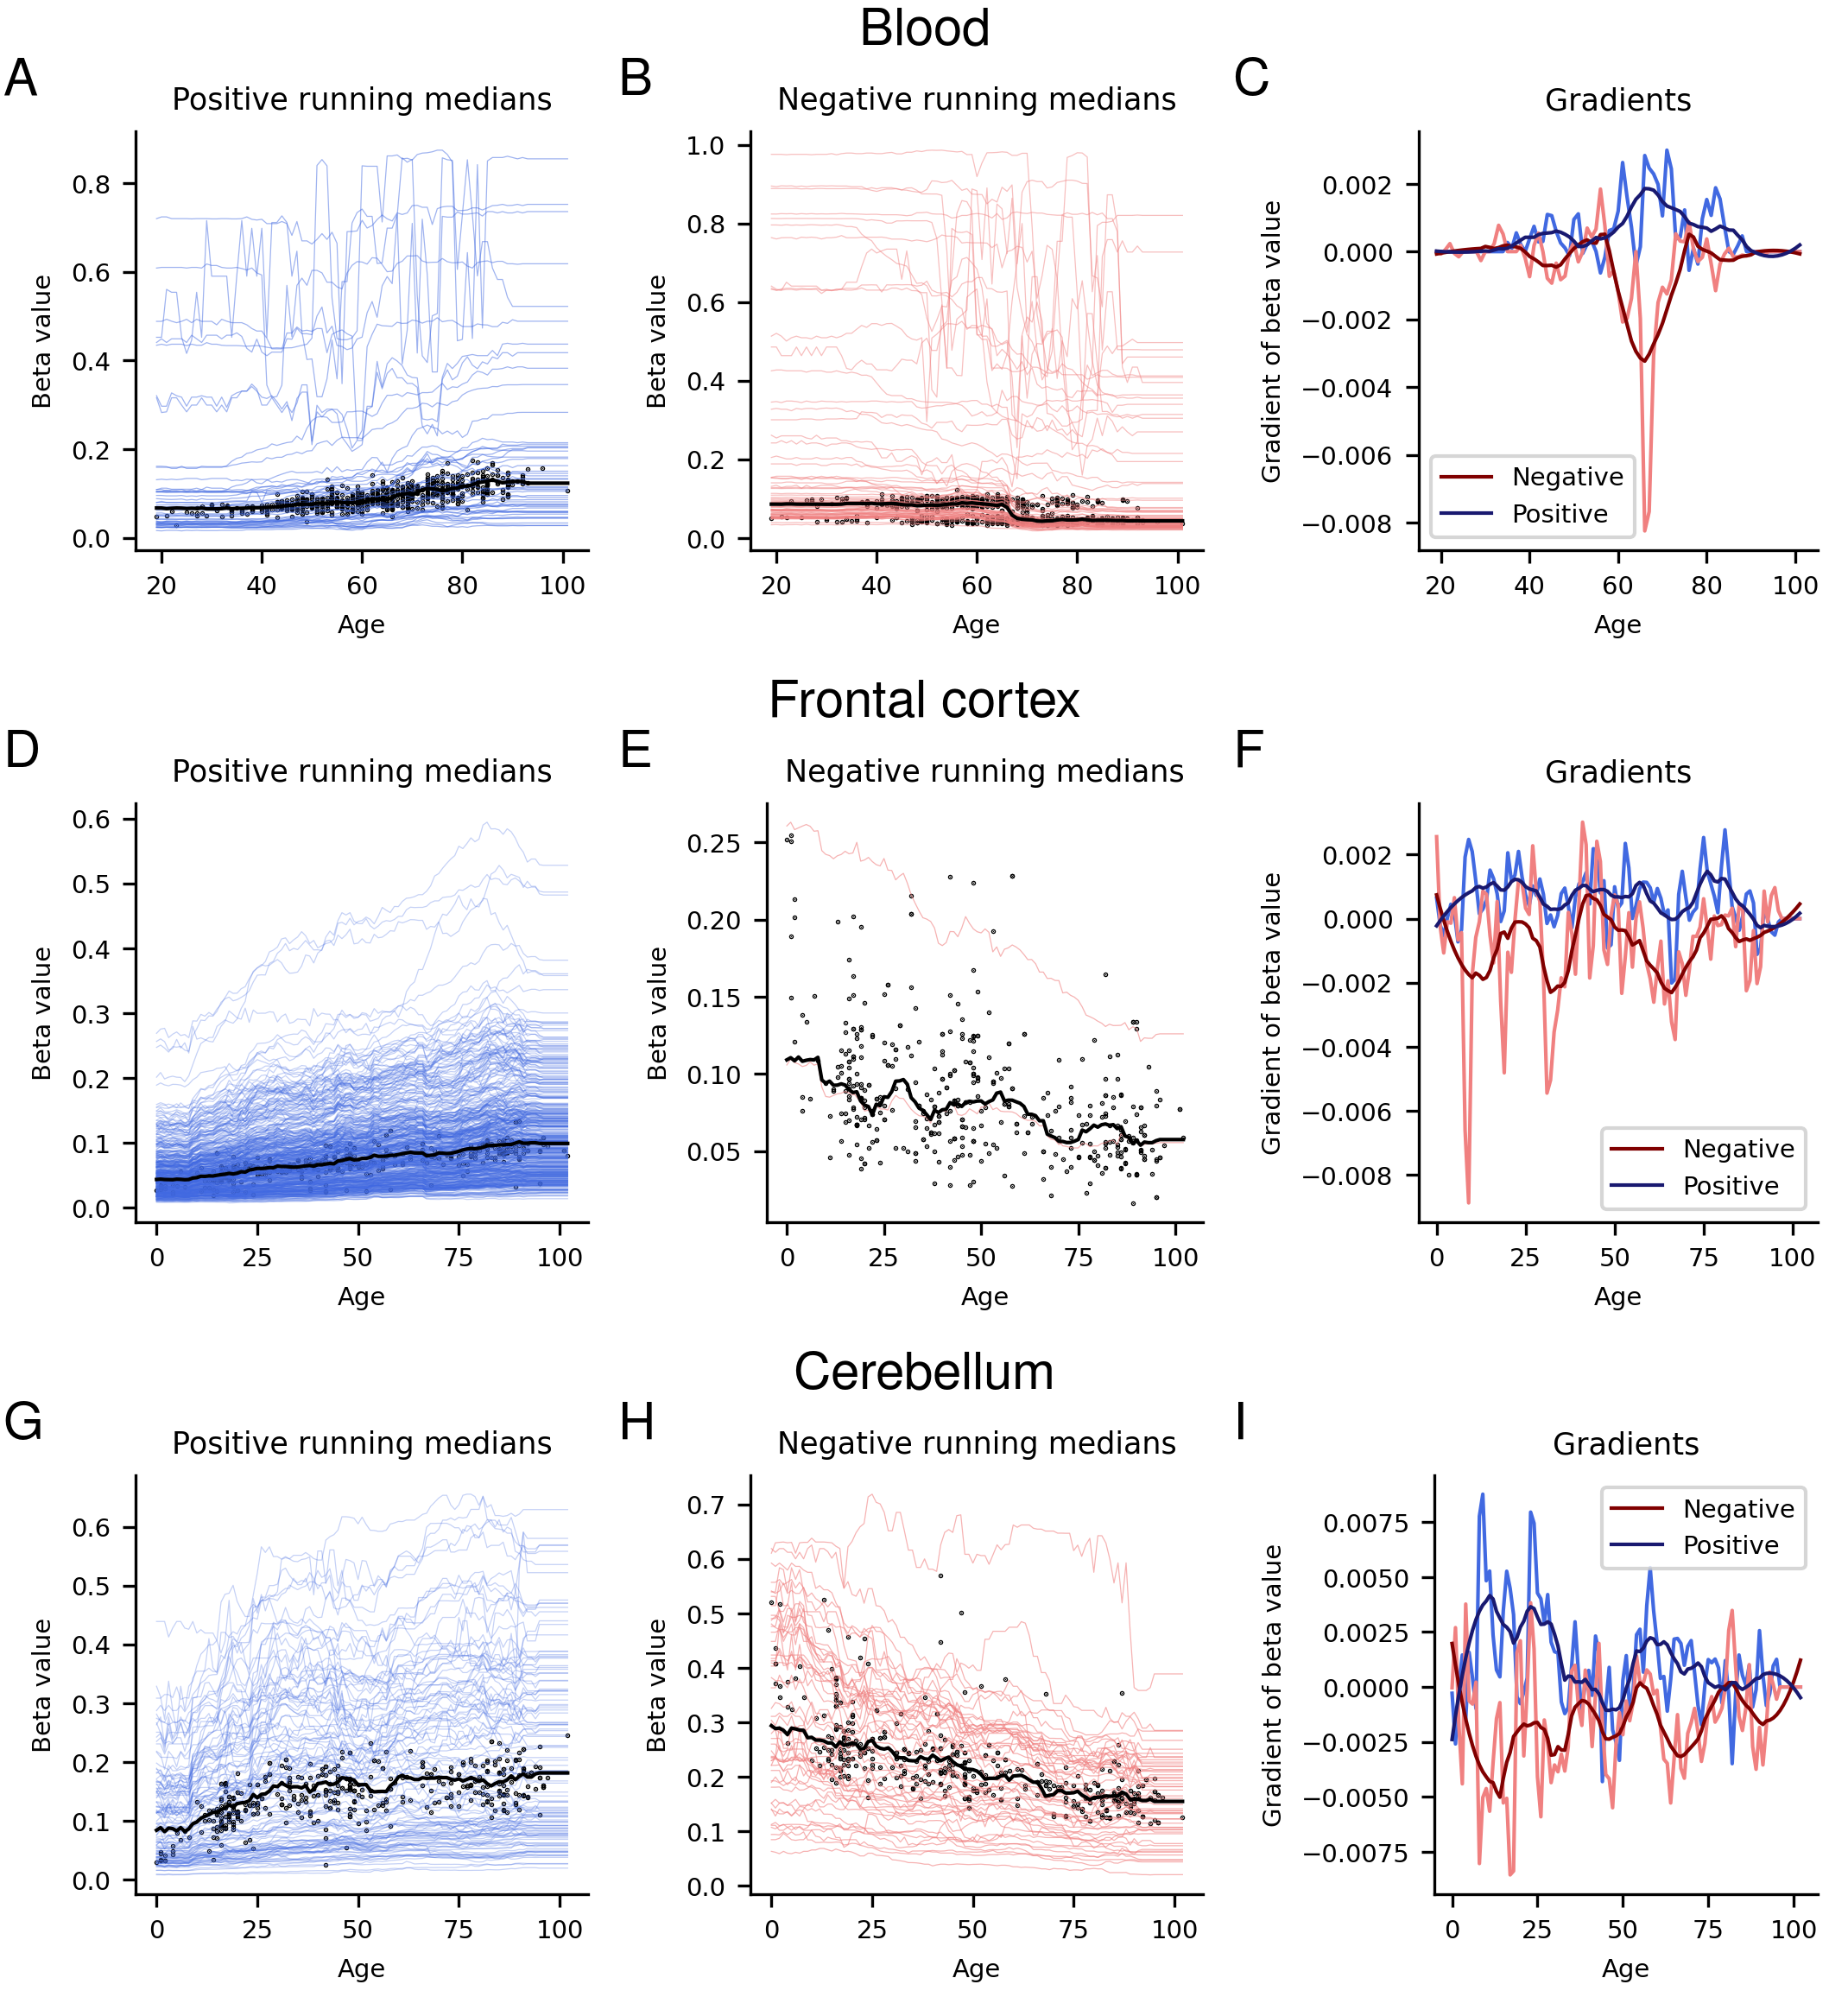 Blood
A
Positive running medians
Beta value
0.8
0.6
0.4
0.2
0.0
20 40 60 80 100
Age
B
Negative running medians
Beta value
1.0
0.8
0.6
0.4
0.2
0.0
20 40 60 80 100
Age
C
Gradients
Gradient of beta value
0.002
0.000
−0.002
−0.004
−0.006
−0.008
Negative
Positive
20 40 60 80 100
Age
Frontal cortex
D
Positive running medians
Beta value
0.6
0.5
0.4
0.3
0.2
0.1
0.0
0 25 50 75 100
Age
E
Negative running medians
Beta value
0.25
0.20
0.15
0.10
0.05
0 25 50 75 100
Age
F
Gradients
Gradient of beta value
0.002
0.000
−0.002
−0.004
−0.006
−0.008
Negative
Positive
0 25 50 75 100
Age
Cerebellum
G
Positive running medians
Beta value
0.6
0.5
0.4
0.3
0.2
0.1
0.0
0 25 50 75 100
Age
H
Negative running medians
Beta value
0.7
0.6
0.5
0.4
0.3
0.2
0.1
0.0
0 25 50 75 100
Age
I
Gradients
Gradient of beta value
0.0075
0.0050
0.0025
0.0000
−0.0025
−0.0050
−0.0075
Negative
Positive
0 25 50 75 100
Age